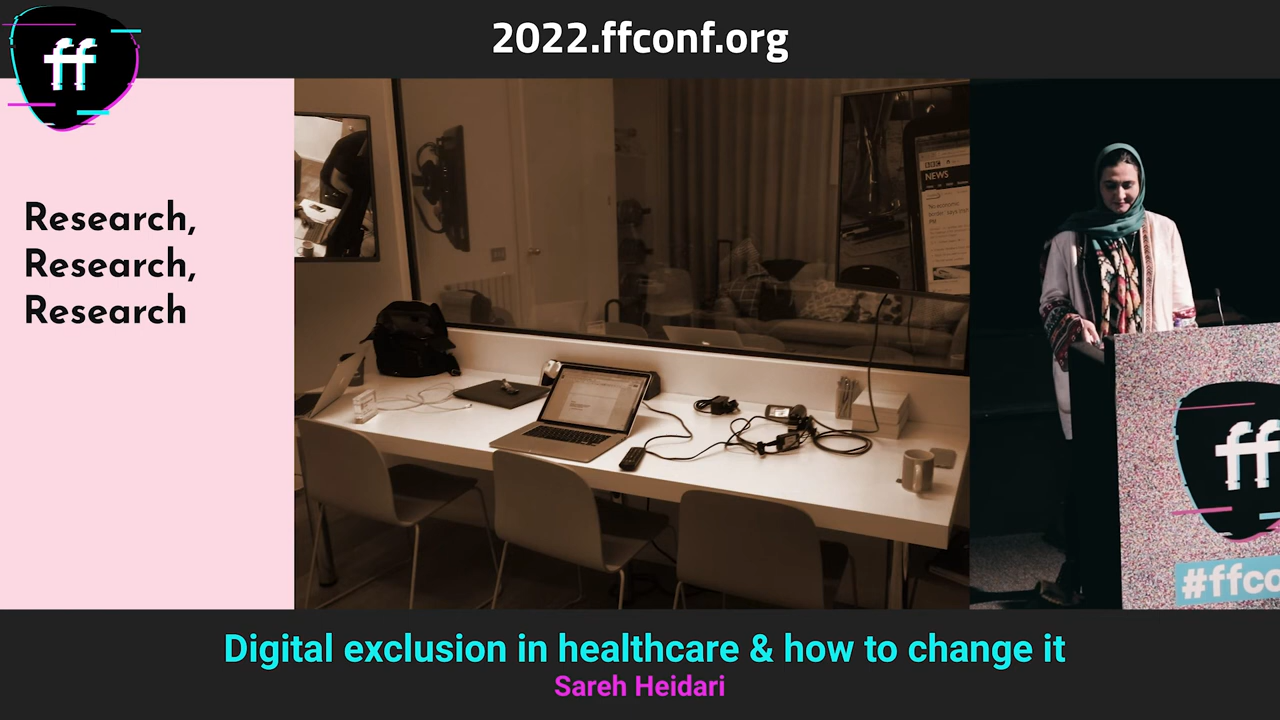 2022.ffconf.org
ff
Research,
Research,
Research
BBC
NEWS
ff
#ffco
Digital exclusion in healthcare & how to change it
Sareh Heidari